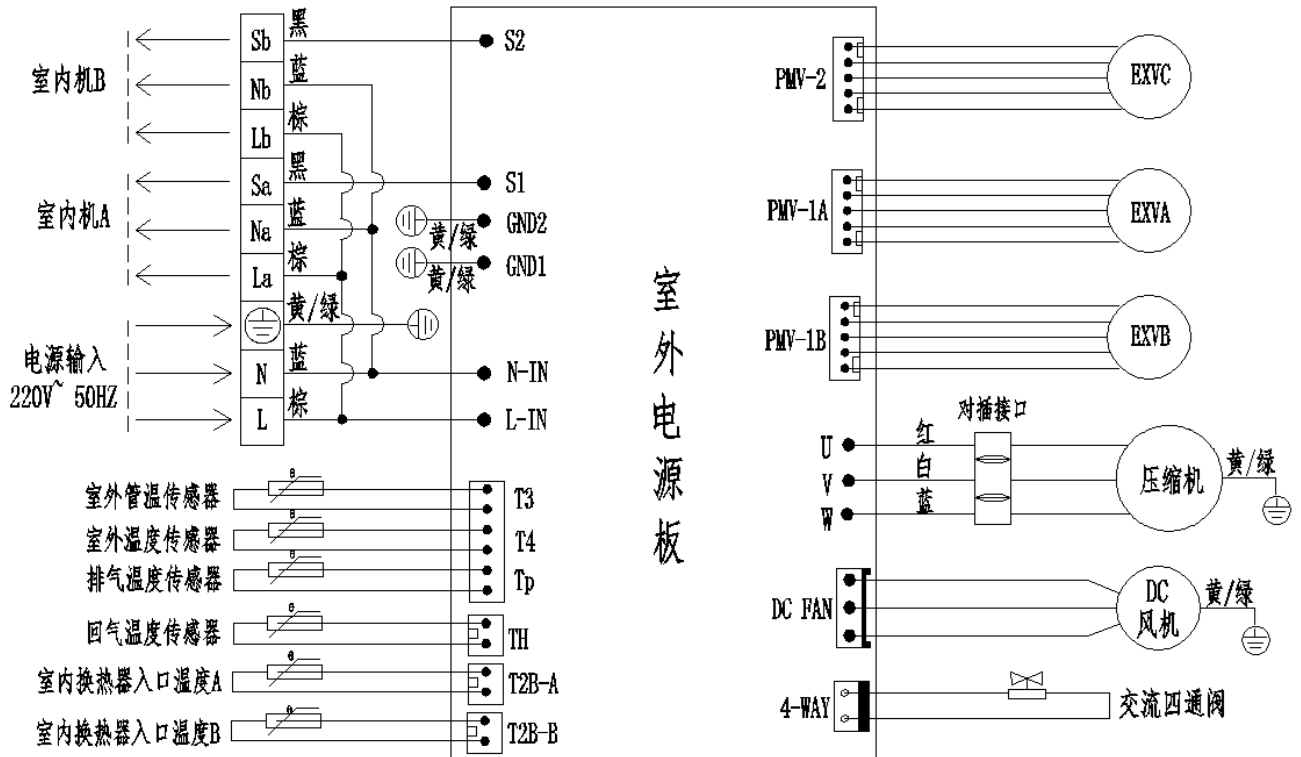 室内机B
Sb
黑
S2
Nb
蓝
Lb
棕
室内机A
Sa
黑
S1
Na
蓝
黄/绿
GND2
La
棕
黄/绿
GND1
黄/绿
电源输入
220V~ 50HZ
N
蓝
N-IN
L
棕
L-IN
室外管温传感器
θ
T3
室外温度传感器
θ
T4
排气温度传感器
θ
Tp
回气温度传感器
θ
TH
室内换热器入口温度A
θ
T2B-A
室内换热器入口温度B
θ
T2B-B
室外电源板
PMV-2
EXVC
PMV-1A
EXVA
PMV-1B
EXVB
对插接口
U
红
V
白
W
蓝
压缩机
黄/绿
DC FAN
DC
风机
黄/绿
4-WAY
交流四通阀